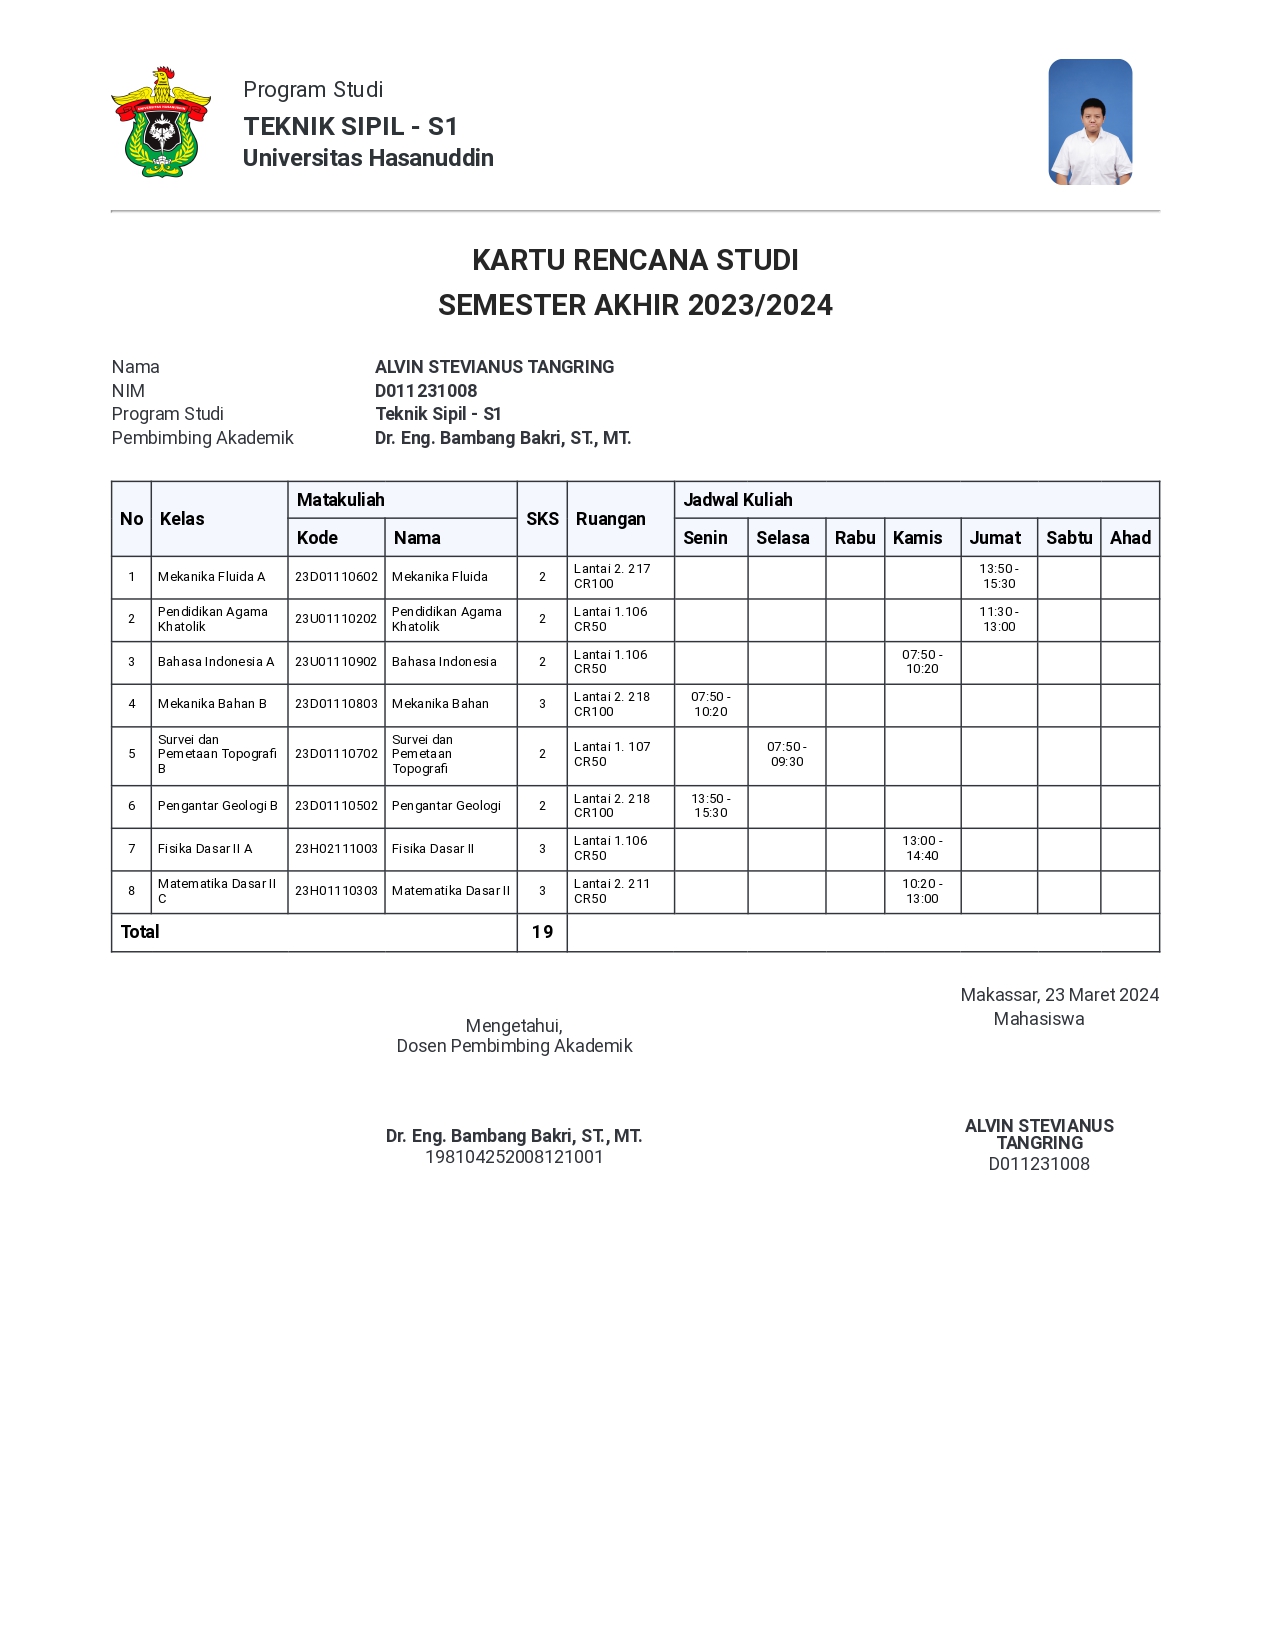 UNIVERSITAS HASANUDDIN
Program Studi
TEKNIK SIPIL - S1
Universitas Hasanuddin
KARTU RENCANA STUDI
SEMESTER AKHIR 2023/2024
Nama ALVIN STEVIANUS TANGRING
NIM D011231008
Program Studi Teknik Sipil - S1
Pembimbing Akademik Dr. Eng. Bambang Bakri, ST., MT.
No Kelas Matakuliah SKS Ruangan Jadwal Kuliah
Kode Nama Senin Selasa Rabu Kamis Jumat Sabtu Ahad
1 Mekanika Fluida A 23D01110602 Mekanika Fluida 2 Lantai 2. 217 CR100 13:50 - 15:30
2 Pendidikan Agama Khatolik 23U01110202 Pendidikan Agama Khatolik 2 Lantai 1.106 CR50 11:30 - 13:00
3 Bahasa Indonesia A 23U01110902 Bahasa Indonesia 2 Lantai 1.106 CR50 07:50 - 10:20
4 Mekanika Bahan B 23D01110803 Mekanika Bahan 3 Lantai 2. 218 CR100 07:50 - 10:20
5 Survei dan Pemetaan Topografi B 23D01110702 Survei dan Pemetaan Topografi 2 Lantai 1. 107 CR50 07:50 - 09:30
6 Pengantar Geologi B 23D01110502 Pengantar Geologi 2 Lantai 2. 218 CR100 13:50 - 15:30
7 Fisika Dasar II A 23H02111003 Fisika Dasar II 3 Lantai 1.106 CR50 13:00 - 14:40
8 Matematika Dasar II C 23H01110303 Matematika Dasar II 3 Lantai 2. 211 CR50 10:20 - 13:00
Total 19
Makassar, 23 Maret 2024
Mahasiswa
Mengetahui,
Dosen Pembimbing Akademik
Dr. Eng. Bambang Bakri, ST., MT.
198104252008121001
ALVIN STEVIANUS
TANGRING
D011231008